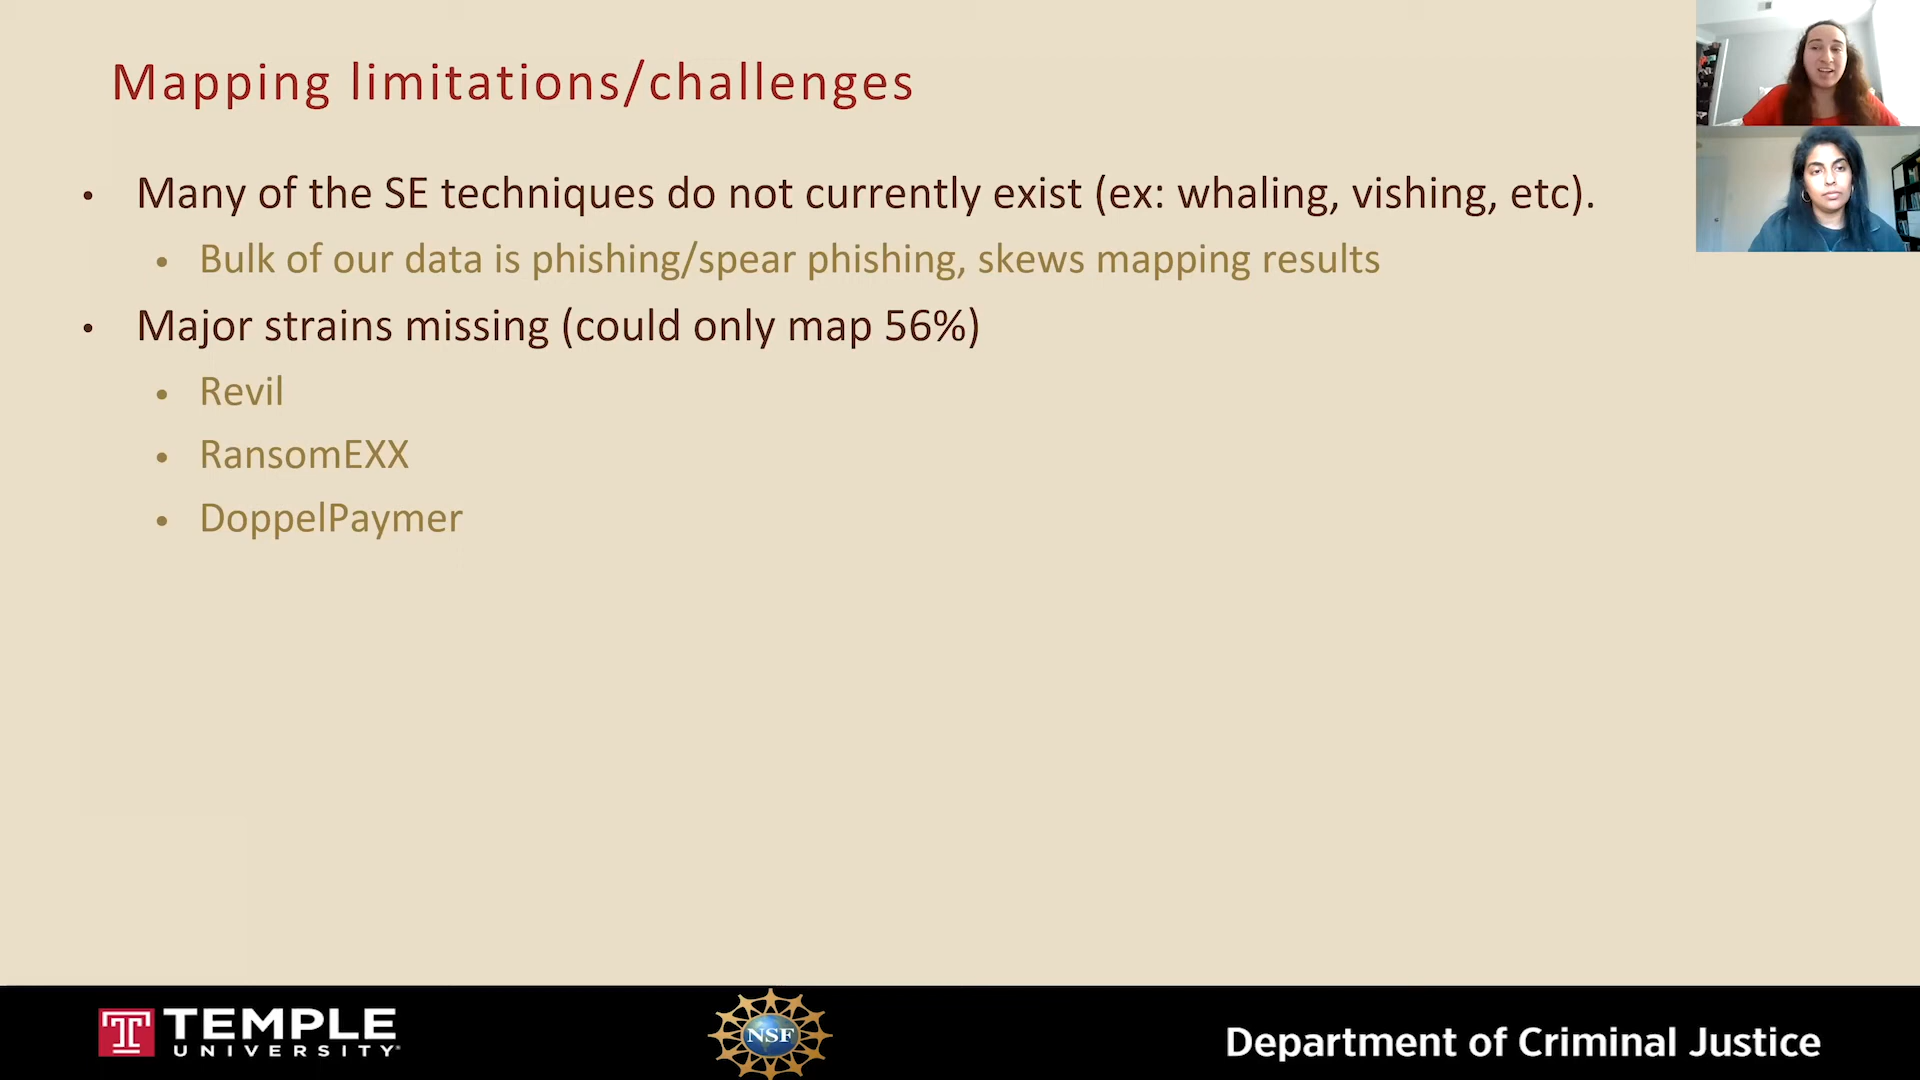 Mapping limitations/challenges
• Many of the SE techniques do not currently exist (ex: whaling, vishing, etc).
• Bulk of our data is phishing/spear phishing, skews mapping results
• Major strains missing (could only map 56%)
• Revil
• RansomEXX
• DoppelPaymer
TEMPLE
UNIVERSITY
NSF
Department of Criminal Justice